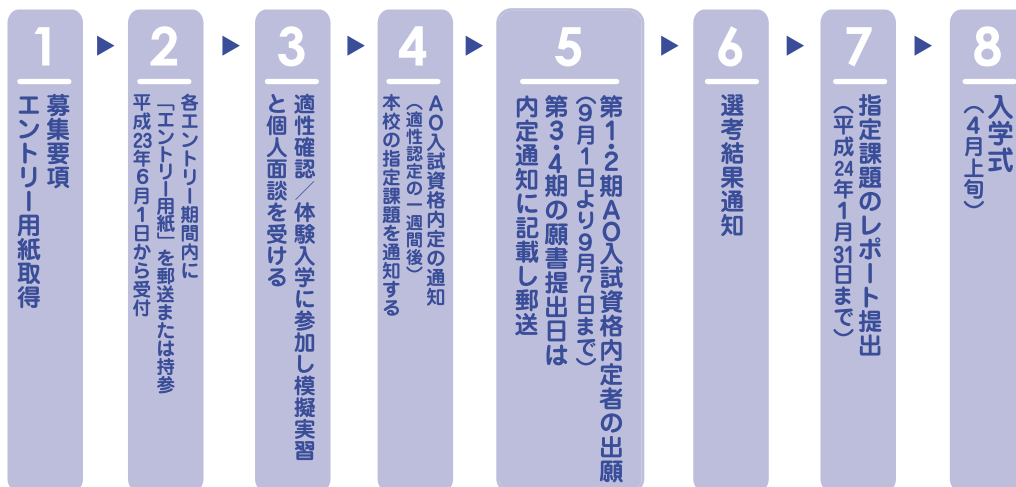 1
募集要項
エントリー用紙取得
2
各エントリー期間内に
「エントリー用紙」を郵送または持参
平成23年6月1日から受付
3
適性確認／体験入学に参加し模擬実習
と個人面談を受ける
4
AO入試資格内定の通知
（適性認定の一週間後）
本校の指定課題を通知する
5
第1・2期AO入試資格内定者の出願
（9月1日より9月7日まで）
第3・4期の願書提出日は
内定通知に記載し郵送
6
選考結果通知
7
指定課題のレポート提出
（平成24年1月31日まで）
8
入学式
（4月上旬）